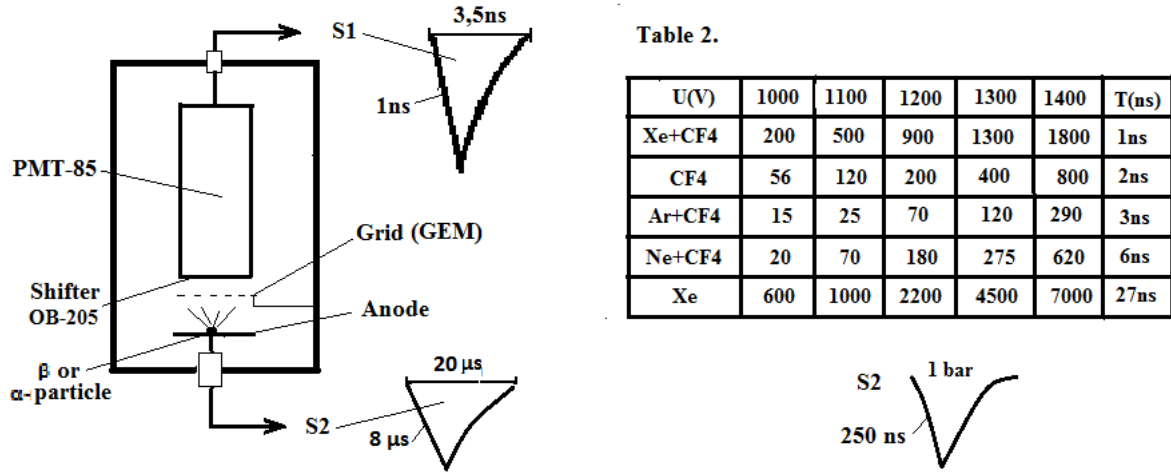 3,5ns
S1
1ns
PMT-85
Grid (GEM)
Shifter
OB-205
Anode
β or
α-particle
20 μs
S2
8 μs
Table 2.
U(V) 1000 1100 1200 1300 1400 T(ns)
Xe+CF4 200 500 900 1300 1800 1ns
CF4 56 120 200 400 800 2ns
Ar+CF4 15 25 70 120 290 3ns
Ne+CF4 20 70 180 275 620 6ns
Xe 600 1000 2200 4500 7000 27ns
S2 1 bar
250 ns